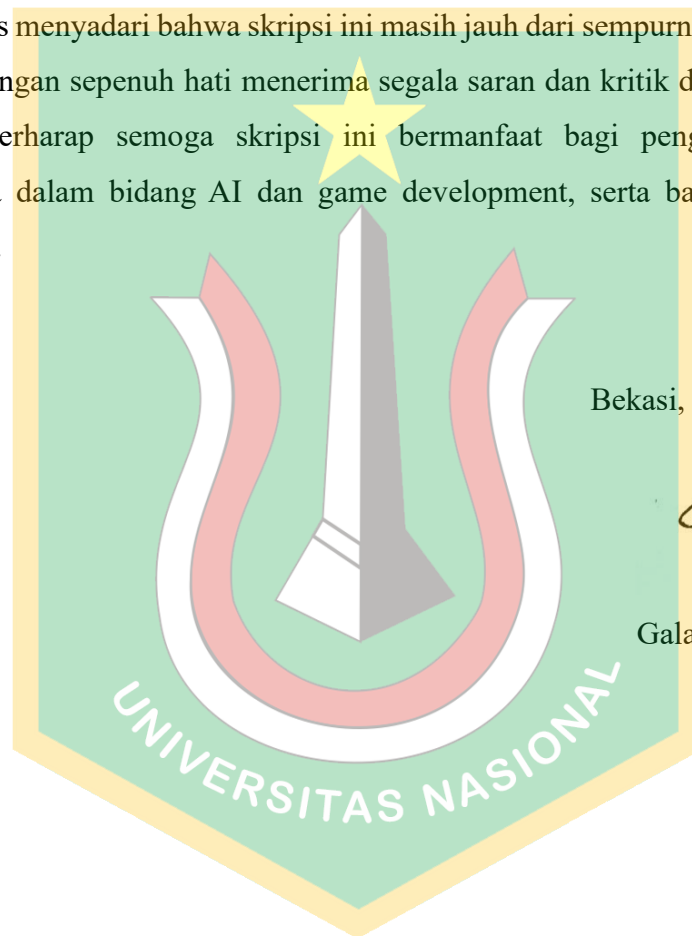 s menyadari bahwa skripsi ini masih jauh dari sempurn
ngan sepenuh hati menerima segala saran dan kritik d
erharap semoga skripsi ini bermanfaat bagi peng
dalam bidang AI dan game development, serta ba
Bekasi,
Gala
UNIVERSITAS NASIONAL